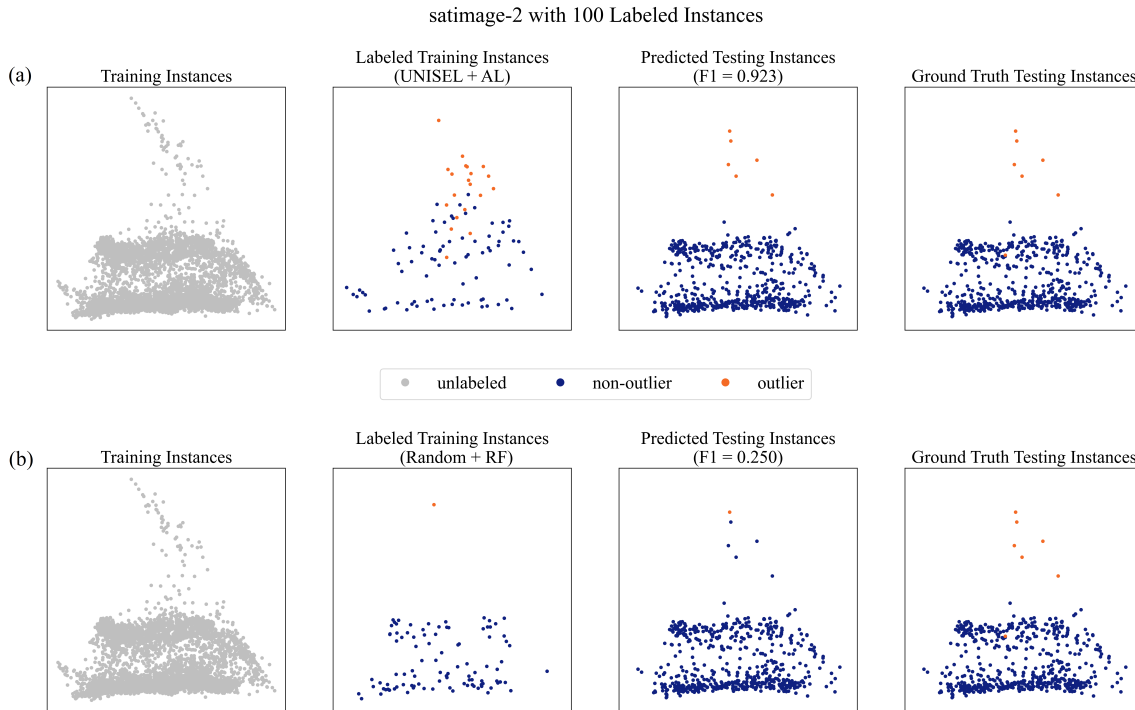 satimage-2 with 100 Labeled Instances
(a)
Training Instances
Labeled Training Instances
(UNISEL + AL)
Predicted Testing Instances
(F1 = 0.923)
Ground Truth Testing Instances
unlabeled
non-outlier
outlier
(b)
Training Instances
Labeled Training Instances
(Random + RF)
Predicted Testing Instances
(F1 = 0.250)
Ground Truth Testing Instances